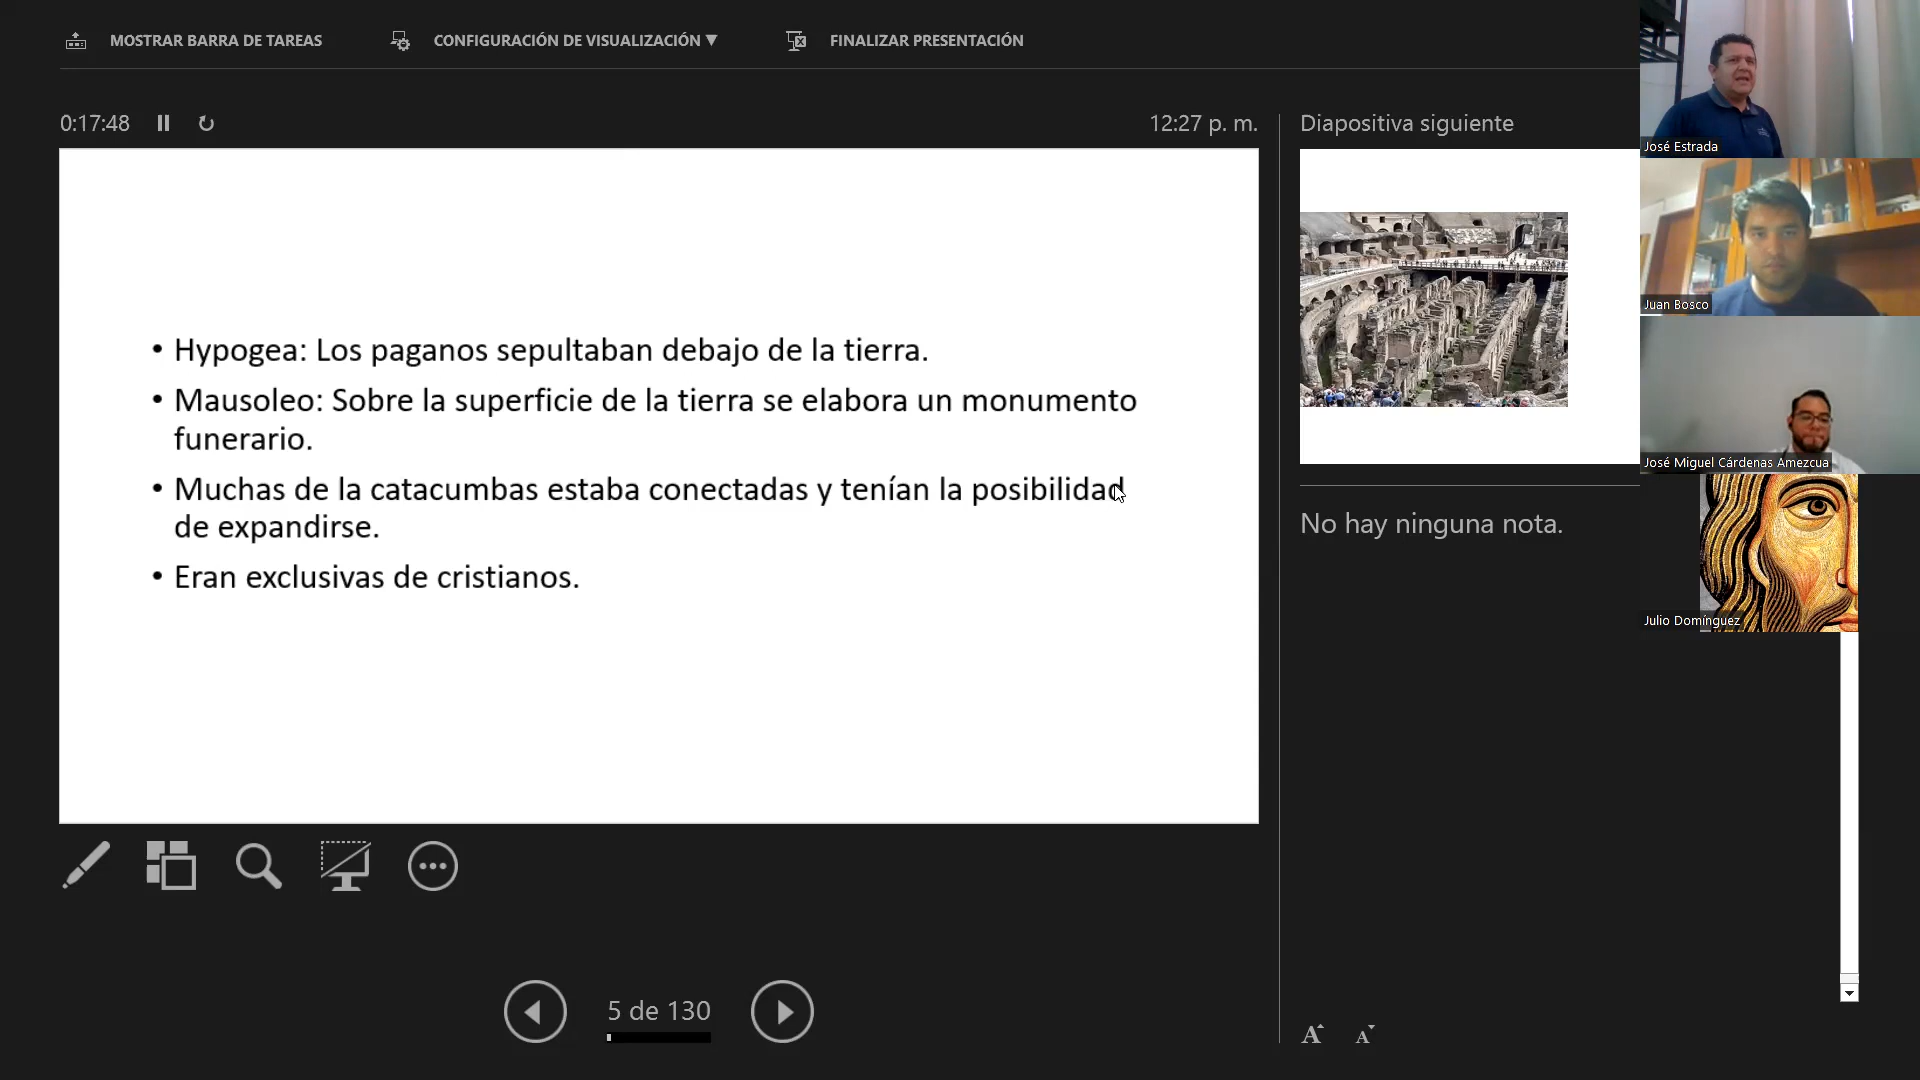 MOSTRAR BARRA DE TAREAS
CONFIGURACIÓN DE VISUALIZACIÓN ▼
FINALIZAR PRESENTACIÓN
0:17:48
12:27 p. m.
Diapositiva siguiente
• Hypogea: Los paganos sepultaban debajo de la tierra.
• Mausoleo: Sobre la superficie de la tierra se elabora un monumento
funerario.
• Muchas de la catacumbas estaba conectadas y tenían la posibilidad
de expandirse.
• Eran exclusivas de cristianos.
No hay ninguna nota.
José Estrada
Juan Bosco
José Miguel Cárdenas Amezcua
Julio Domínguez
5 de 130
A A